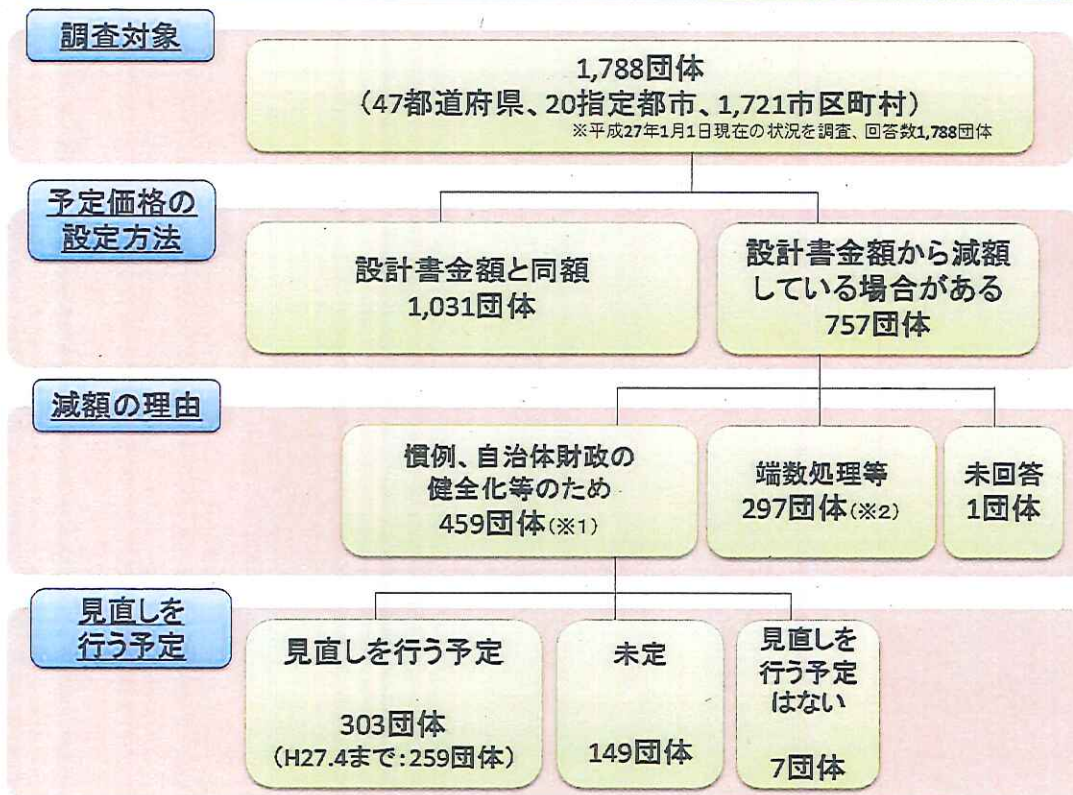 調査対象
1,788団体
（47都道府県、20指定都市、1,721市区町村）
※平成27年1月1日現在の状況を調査、回答数1,788団体
予定価格の
設定方法
設計書金額と同額
1,031団体
設計書金額から減額
している場合がある
757団体
減額の理由
慣例、自治体財政の
健全化等のため
459団体(※1)
端数処理等
297団体(※2)
未回答
1団体
見直しを
行う予定
見直しを行う予定
303団体
（H27.4まで：259団体）
未定
149団体
見直しを
行う予定
はない
7団体